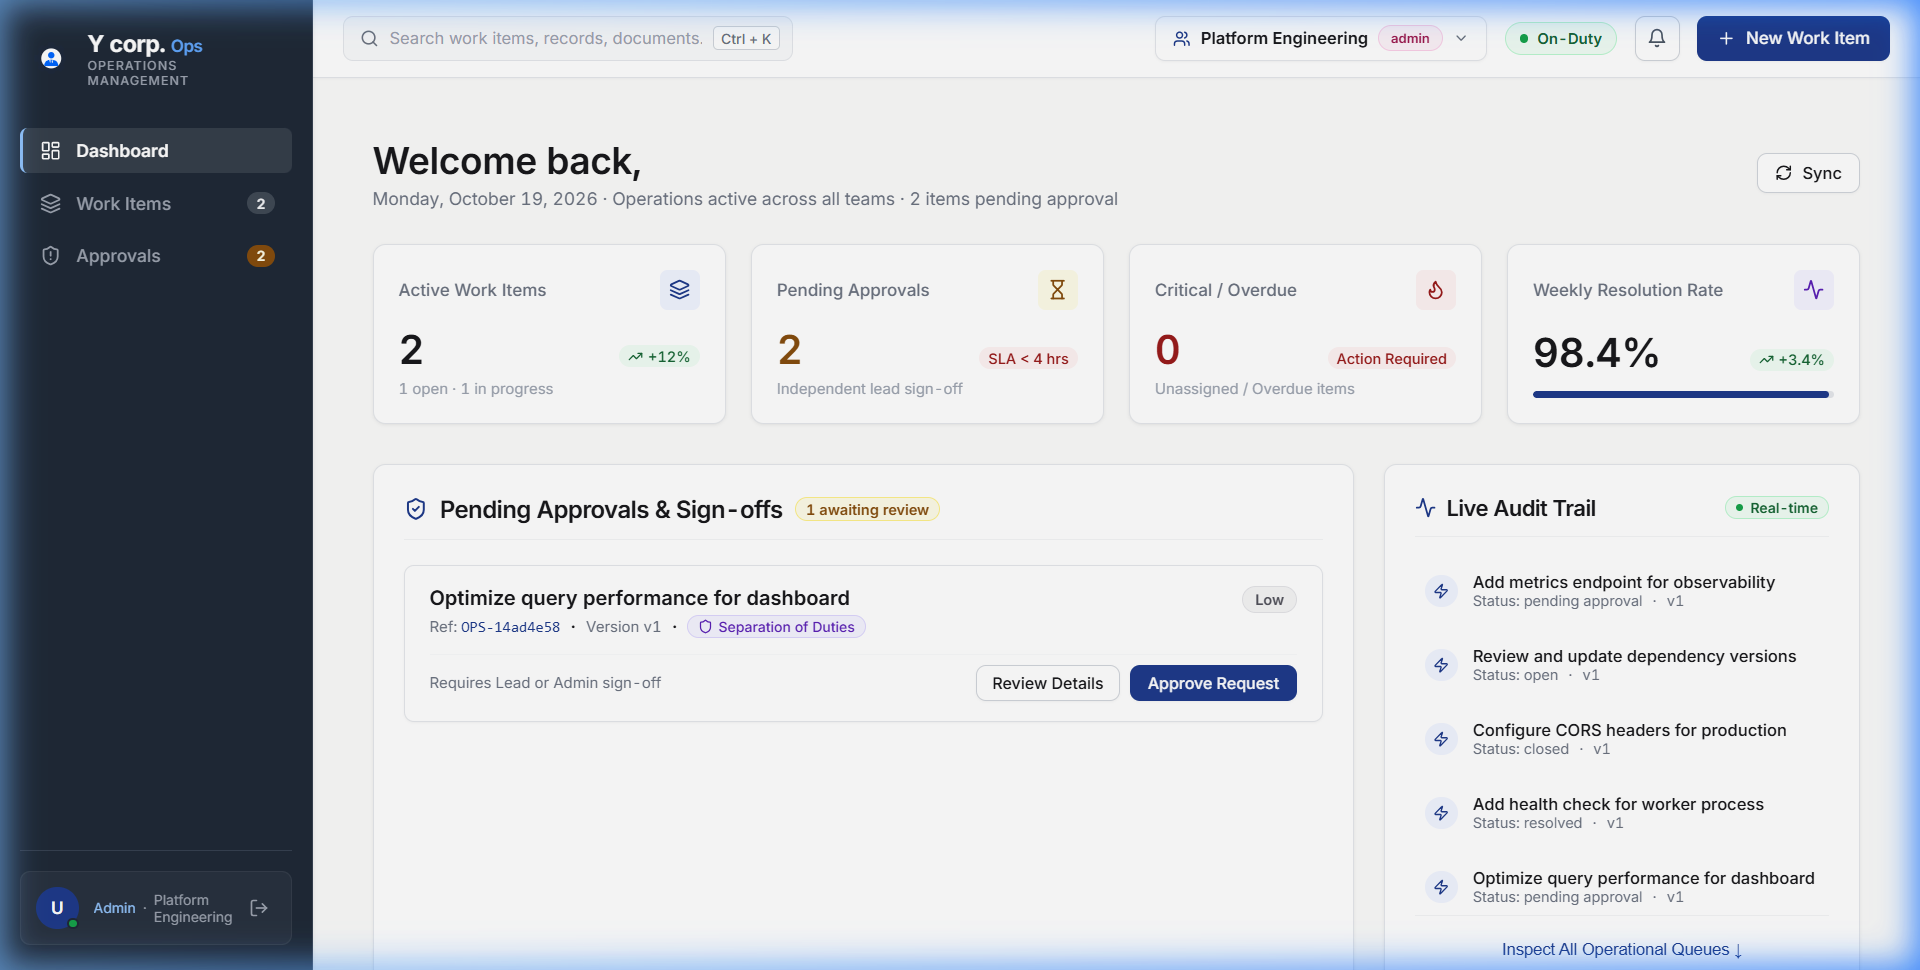 Y corp. Ops
OPERATIONS
MANAGEMENT
Search work items, records, documents.
Ctrl + K
Platform Engineering
admin
On-Duty
New Work Item
Dashboard
Work Items
2
Approvals
2
Welcome back,
Monday, October 19, 2026 · Operations active across all teams · 2 items pending approval
Sync
Active Work Items
2
+12%
1 open · 1 in progress
Pending Approvals
2
SLA < 4 hrs
Independent lead sign-off
Critical / Overdue
0
Action Required
Unassigned / Overdue items
Weekly Resolution Rate
98.4%
+3.4%
Pending Approvals & Sign-offs
1 awaiting review
Optimize query performance for dashboard
Low
Ref: OPS-14ad4e58 · Version v1 · Separation of Duties
Requires Lead or Admin sign-off
Review Details
Approve Request
Live Audit Trail
Real-time
Add metrics endpoint for observability
Status: pending approval · v1
Review and update dependency versions
Status: open · v1
Configure CORS headers for production
Status: closed · v1
Add health check for worker process
Status: resolved · v1
Optimize query performance for dashboard
Status: pending approval · v1
Inspect All Operational Queues ↓
U
Admin · Platform
Engineering